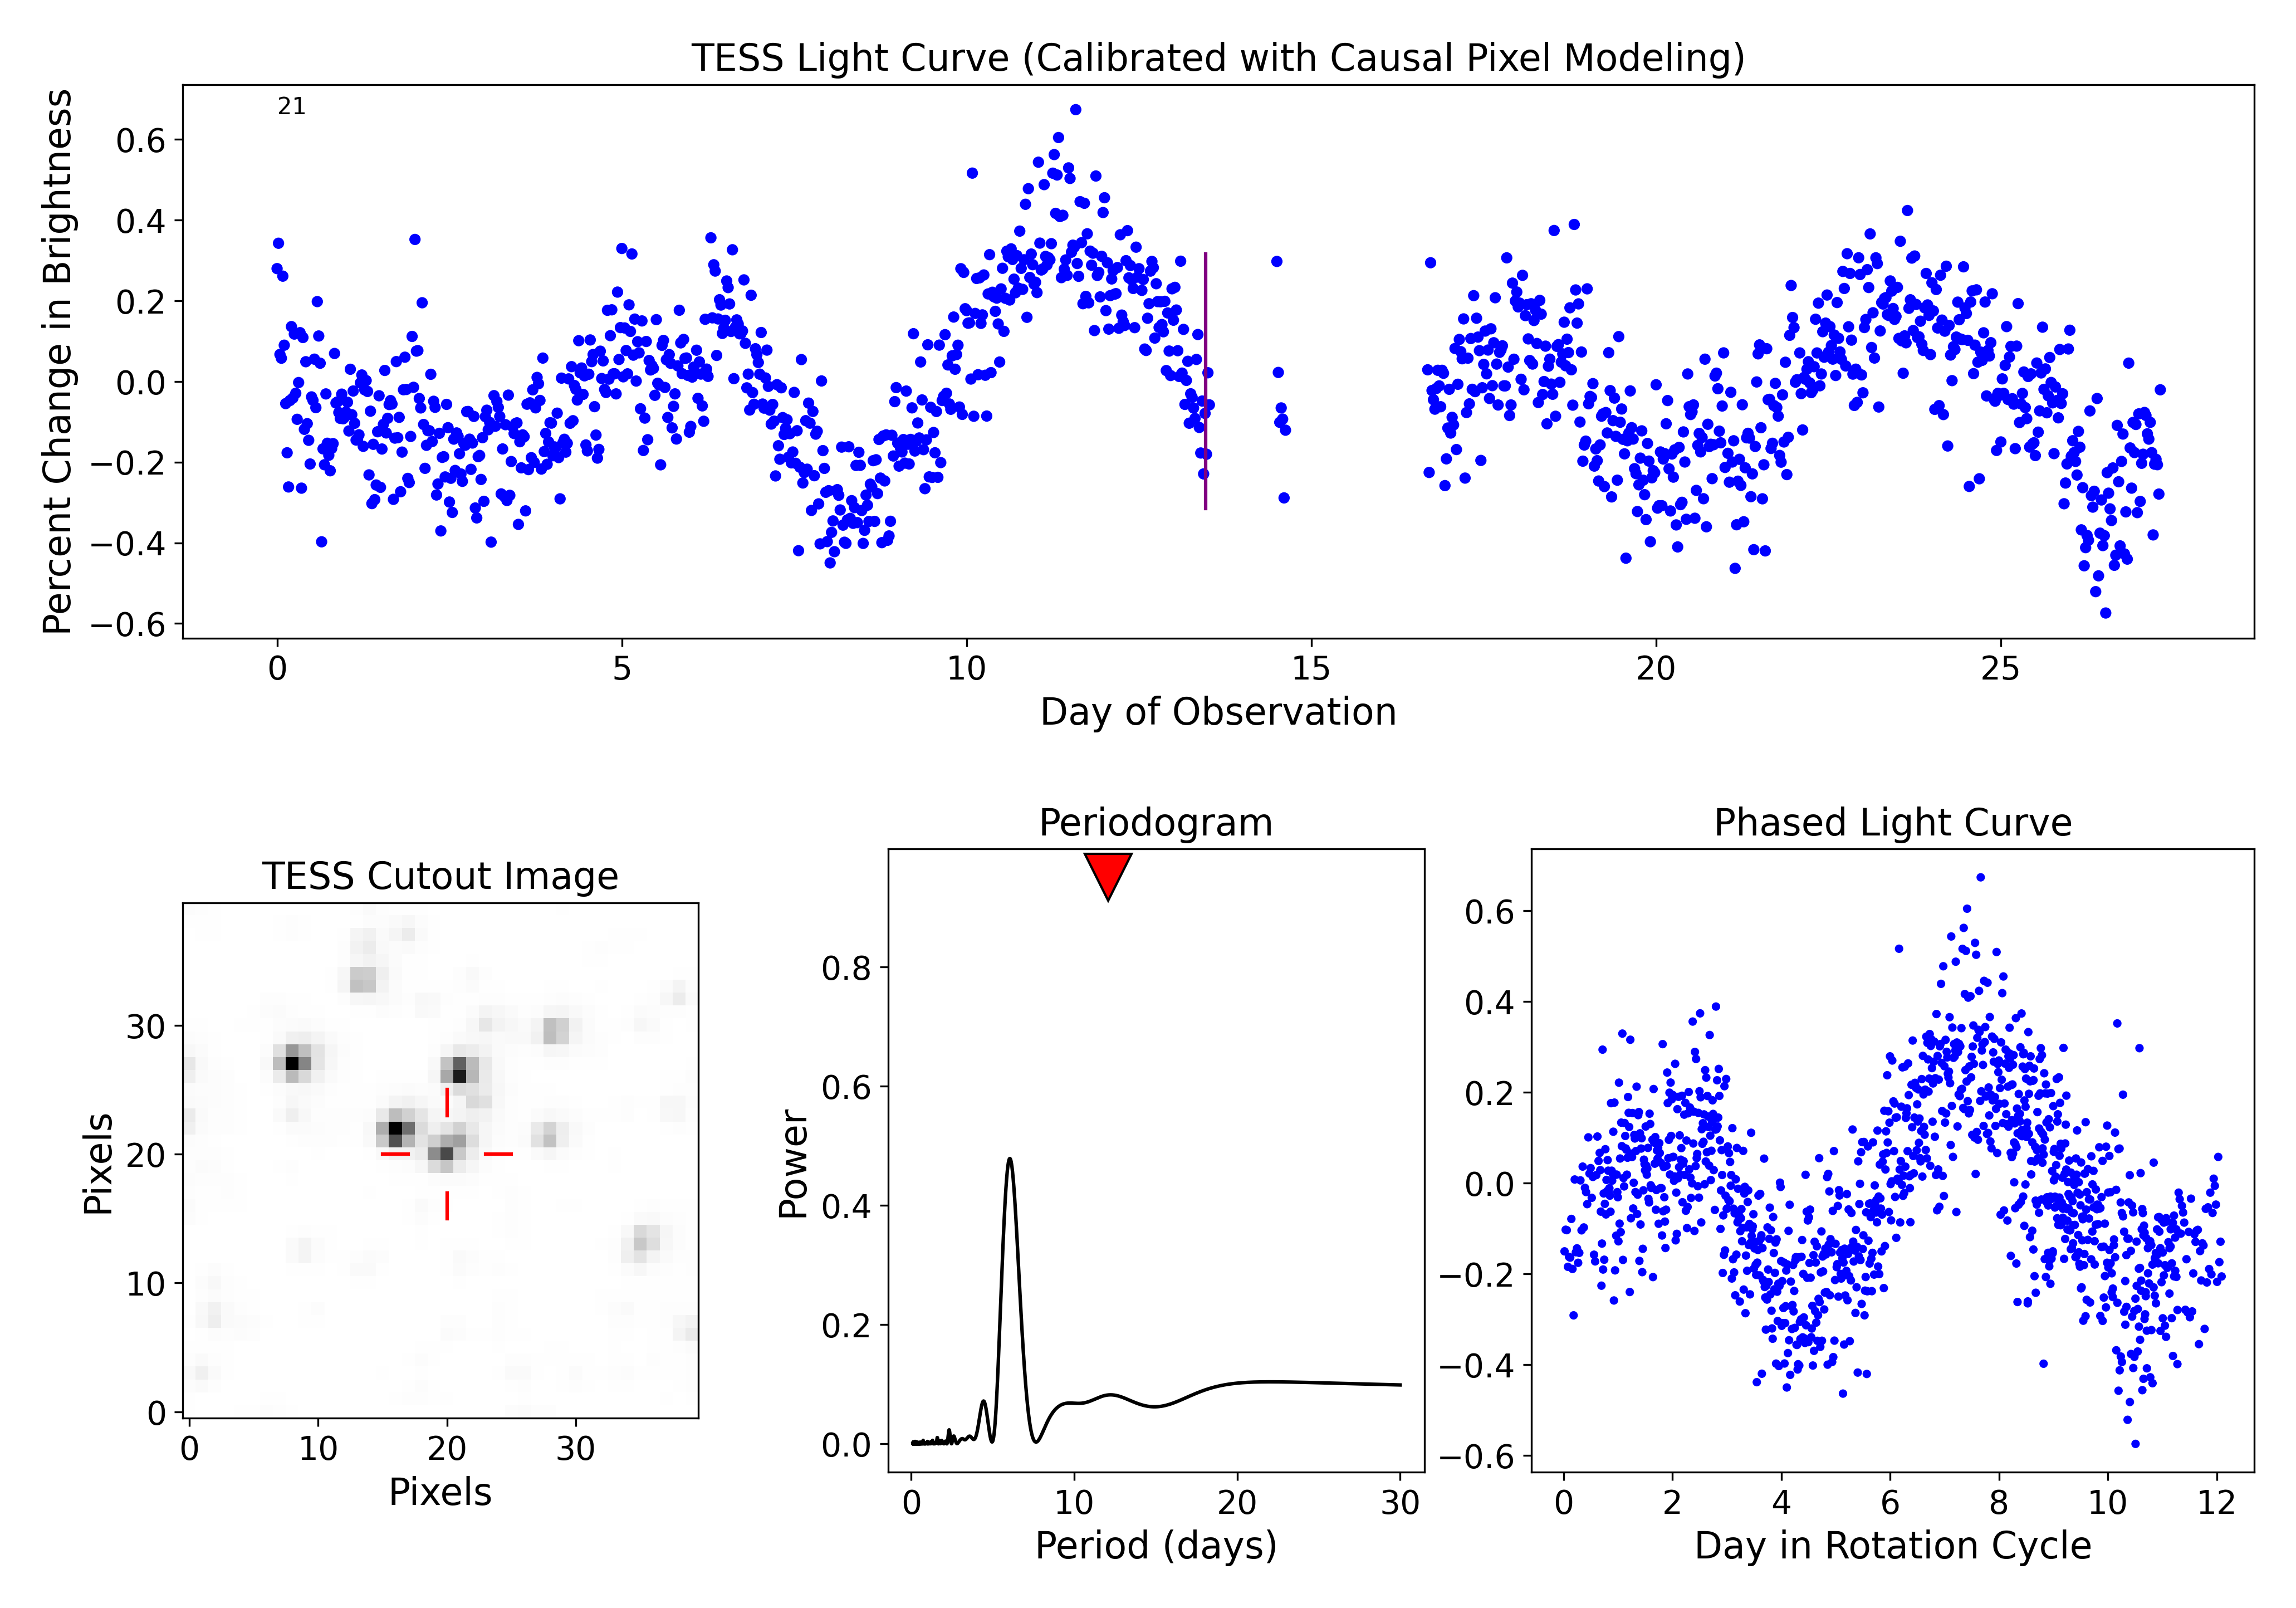 TESS Light Curve (Calibrated with Causal Pixel Modeling)
Percent Change in Brightness
21
0.6
0.4
0.2
0.0
−0.2
−0.4
−0.6
0 5 10 15 20 25
Day of Observation
TESS Cutout Image
Pixels
30
20
10
0
0 10 20 30
Pixels
Periodogram
Power
0.8
0.6
0.4
0.2
0.0
0 10 20 30
Period (days)
Phased Light Curve
0.6
0.4
0.2
0.0
−0.2
−0.4
−0.6
0 2 4 6 8 10 12
Day in Rotation Cycle